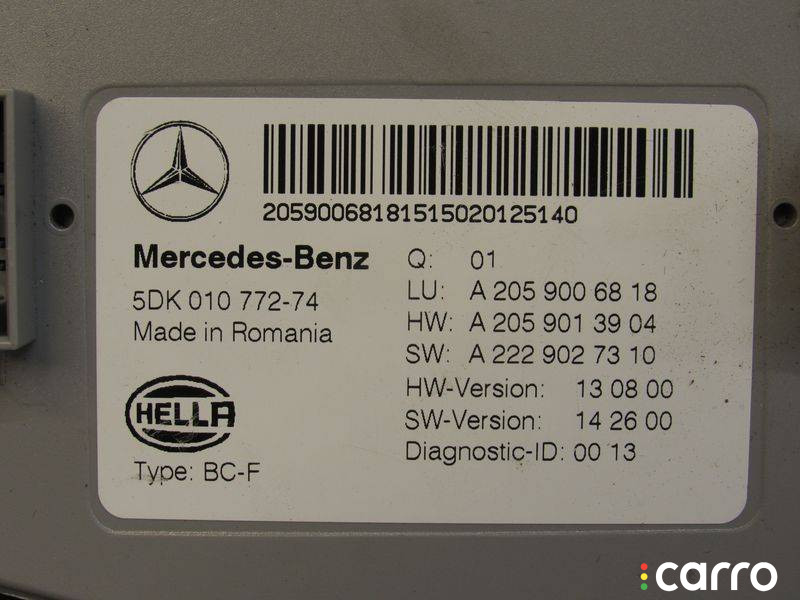 2059006818151502012514​0
Mercedes-Benz
5DK 010 772-74
Made in Romania
HELLA
Type: BC-F
Q: 01
LU: A 205 900 68 18
HW: A 205 901 39 04
SW: A 222 902 73 10
HW-Version: 13 08 00
SW-Version: 14 26 00
Diagnostic-ID: 00 13
carro